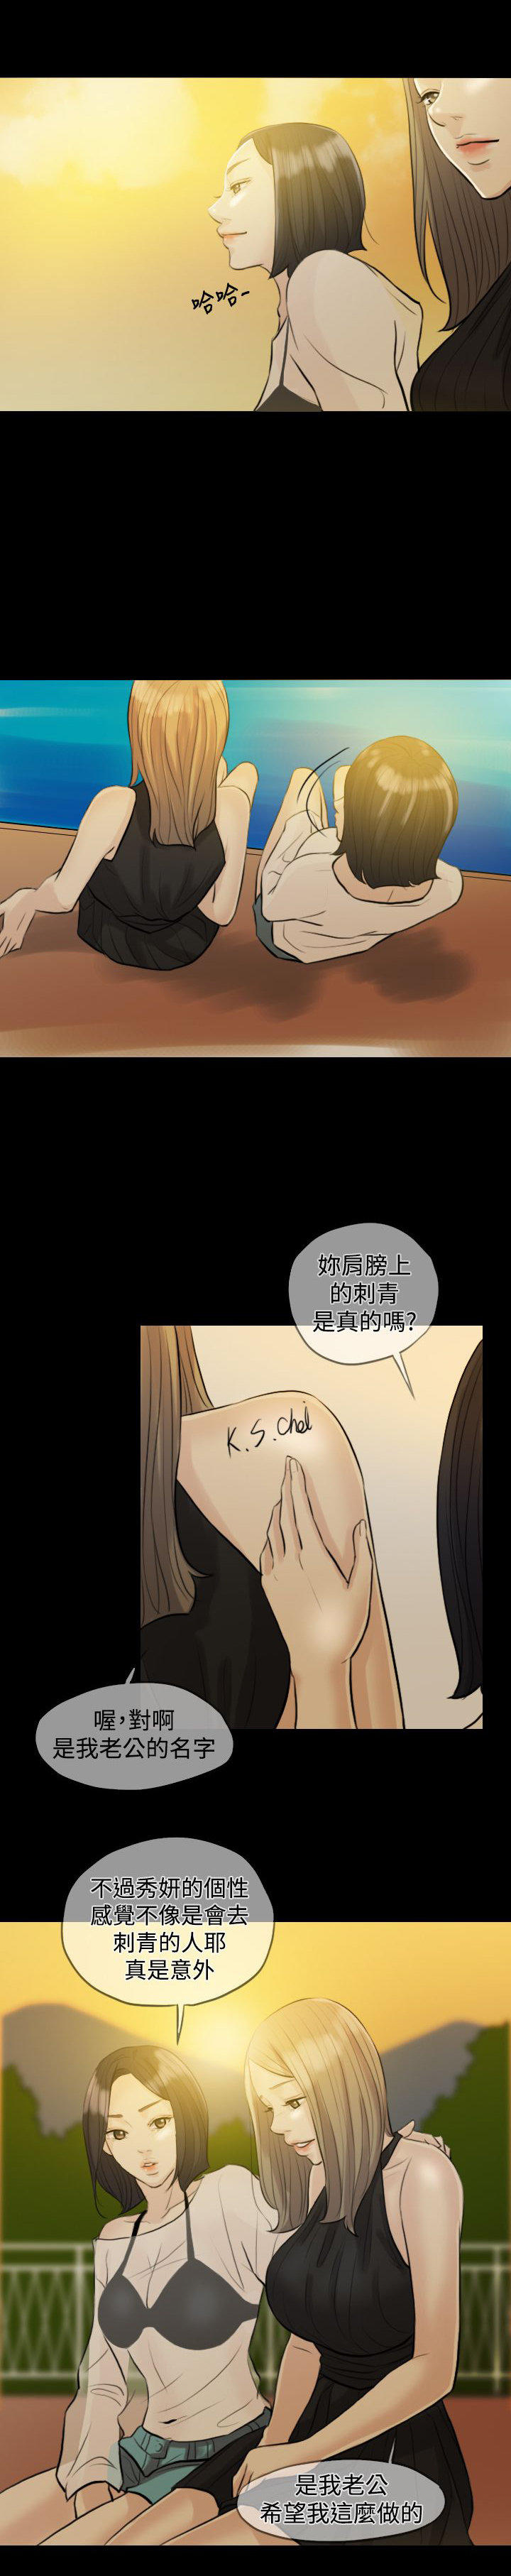 哈哈~
妳肩膀上
的刺青
是真的嗎?
K.S.Choi
喔,對啊
是我老公的名字
不過秀妍的個性
感覺不像是會去
刺青的人耶
真是意外
是我老公
希望我這麼做的